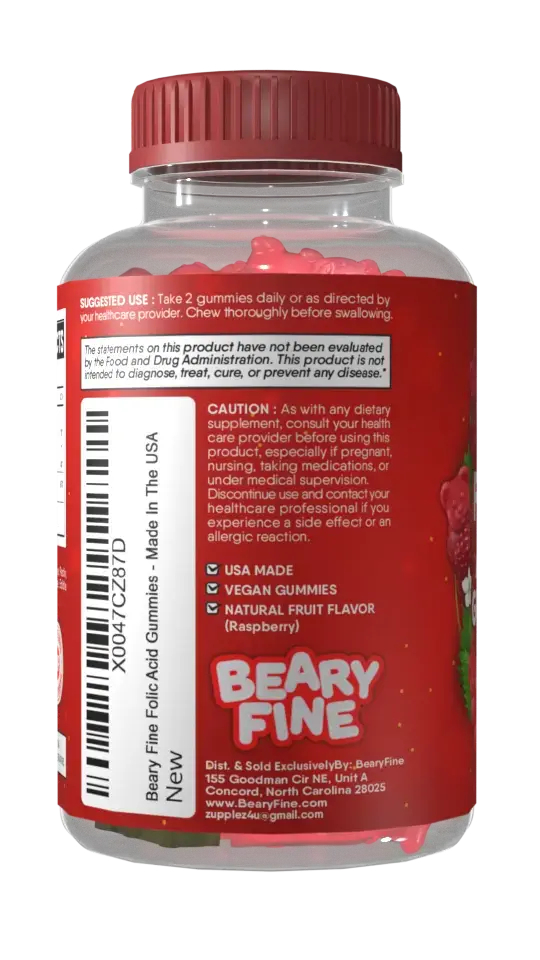 SUGGESTED USE : Take 2 gummies daily or as directed by
your healthcare provider. Chew thoroughly before swallowing.
The statements on this product have not been evaluated
by the Food and Drug Administration. This product is not
intended to diagnose, treat, cure, or prevent any disease.*
X0047CZ87D
Beary Fine Folic Acid Gummies - Made In The USA
New
CAUTION : As with any dietary
supplement, consult your health
care provider before using this
product, especially if pregnant,
nursing, taking medications, or
under medical supervision.
Discontinue use and contact your
healthcare professional if you
experience a side effect or an
allergic reaction.
USA MADE
VEGAN GUMMIES
NATURAL FRUIT FLAVOR
(Raspberry)
BEARY
FINE
Dist. & Sold ExclusivelyBy:,BearyFine
155 Goodman Cir NE, Unit A
Concord, North Carolina 28025
www.BearyFine.com
zupplez4u@gmail.com